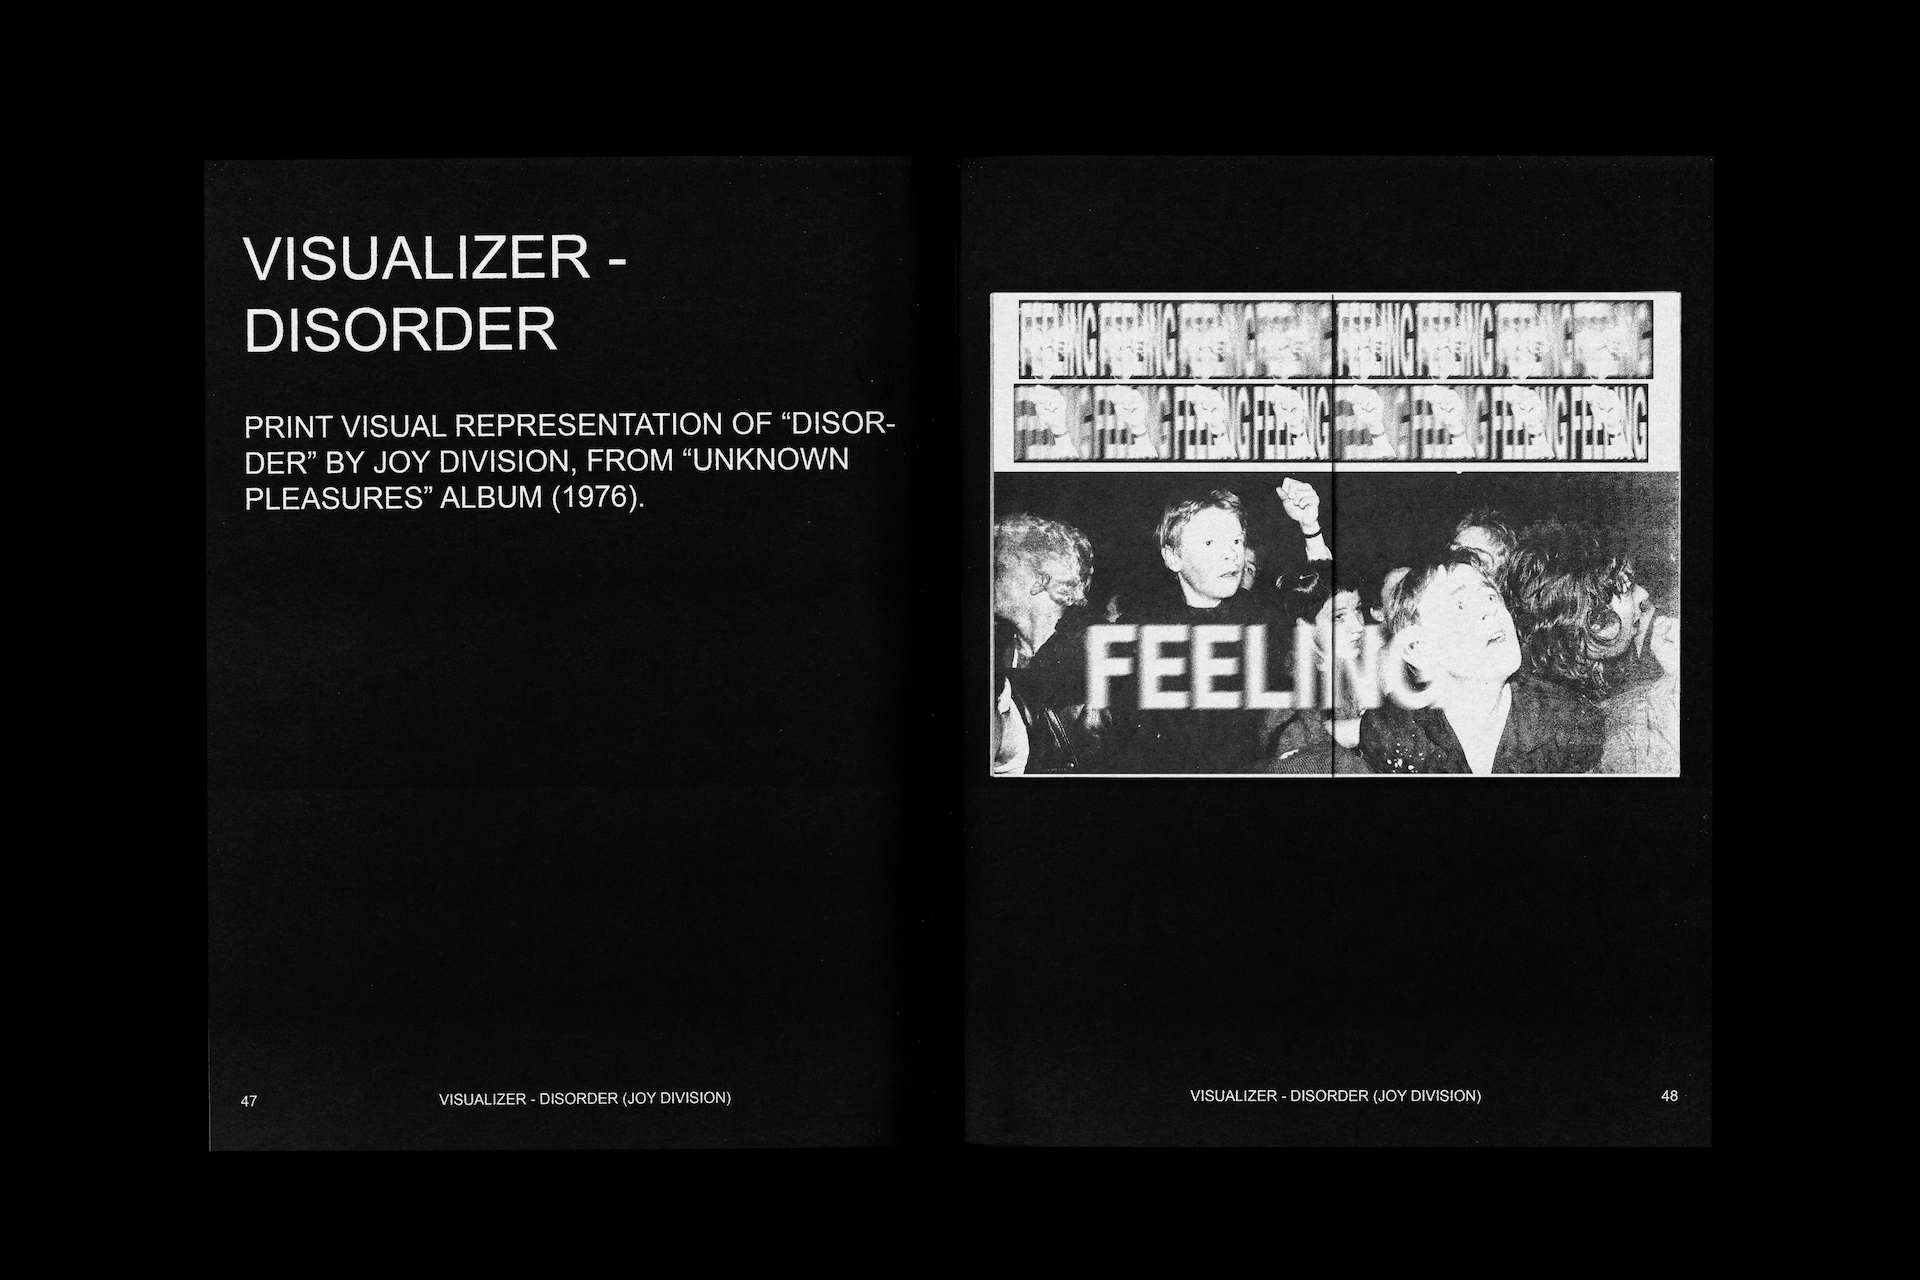 VISUALIZER -
DISORDER
PRINT VISUAL REPRESENTATION OF “DISOR-
DER” BY JOY DIVISION, FROM “UNKNOWN
PLEASURES” ALBUM (1976).
47
VISUALIZER - DISORDER (JOY DIVISION)
FEELING
VISUALIZER - DISORDER (JOY DIVISION)
48